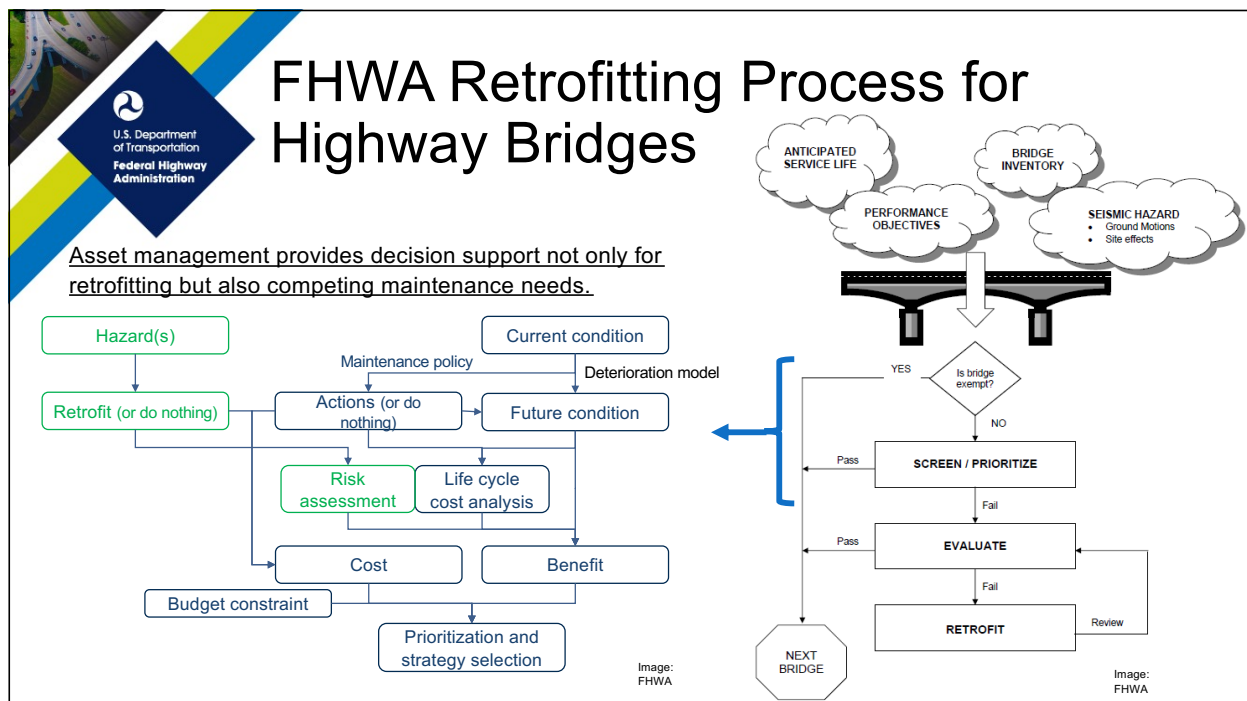 U.S. Department
of Transportation
Federal Highway
Administration
FHWA Retrofitting Process for
Highway Bridges
Asset management provides decision support not only for
retrofitting but also competing maintenance needs.
Hazard(s)
Current condition
Maintenance policy
Deterioration model
Retrofit (or do nothing)
Actions (or do
nothing)
Future condition
Risk
assessment
Life cycle
cost analysis
Cost
Benefit
Budget constraint
Prioritization and
strategy selection
Image:
FHWA
ANTICIPATED
SERVICE LIFE
BRIDGE
INVENTORY
PERFORMANCE
OBJECTIVES
SEISMIC HAZARD
• Ground Motions
• Site effects
Is bridge
exempt?
YES
NO
SCREEN / PRIORITIZE
Pass
Fail
EVALUATE
Pass
Fail
RETROFIT
Review
NEXT
BRIDGE
Image:
FHWA